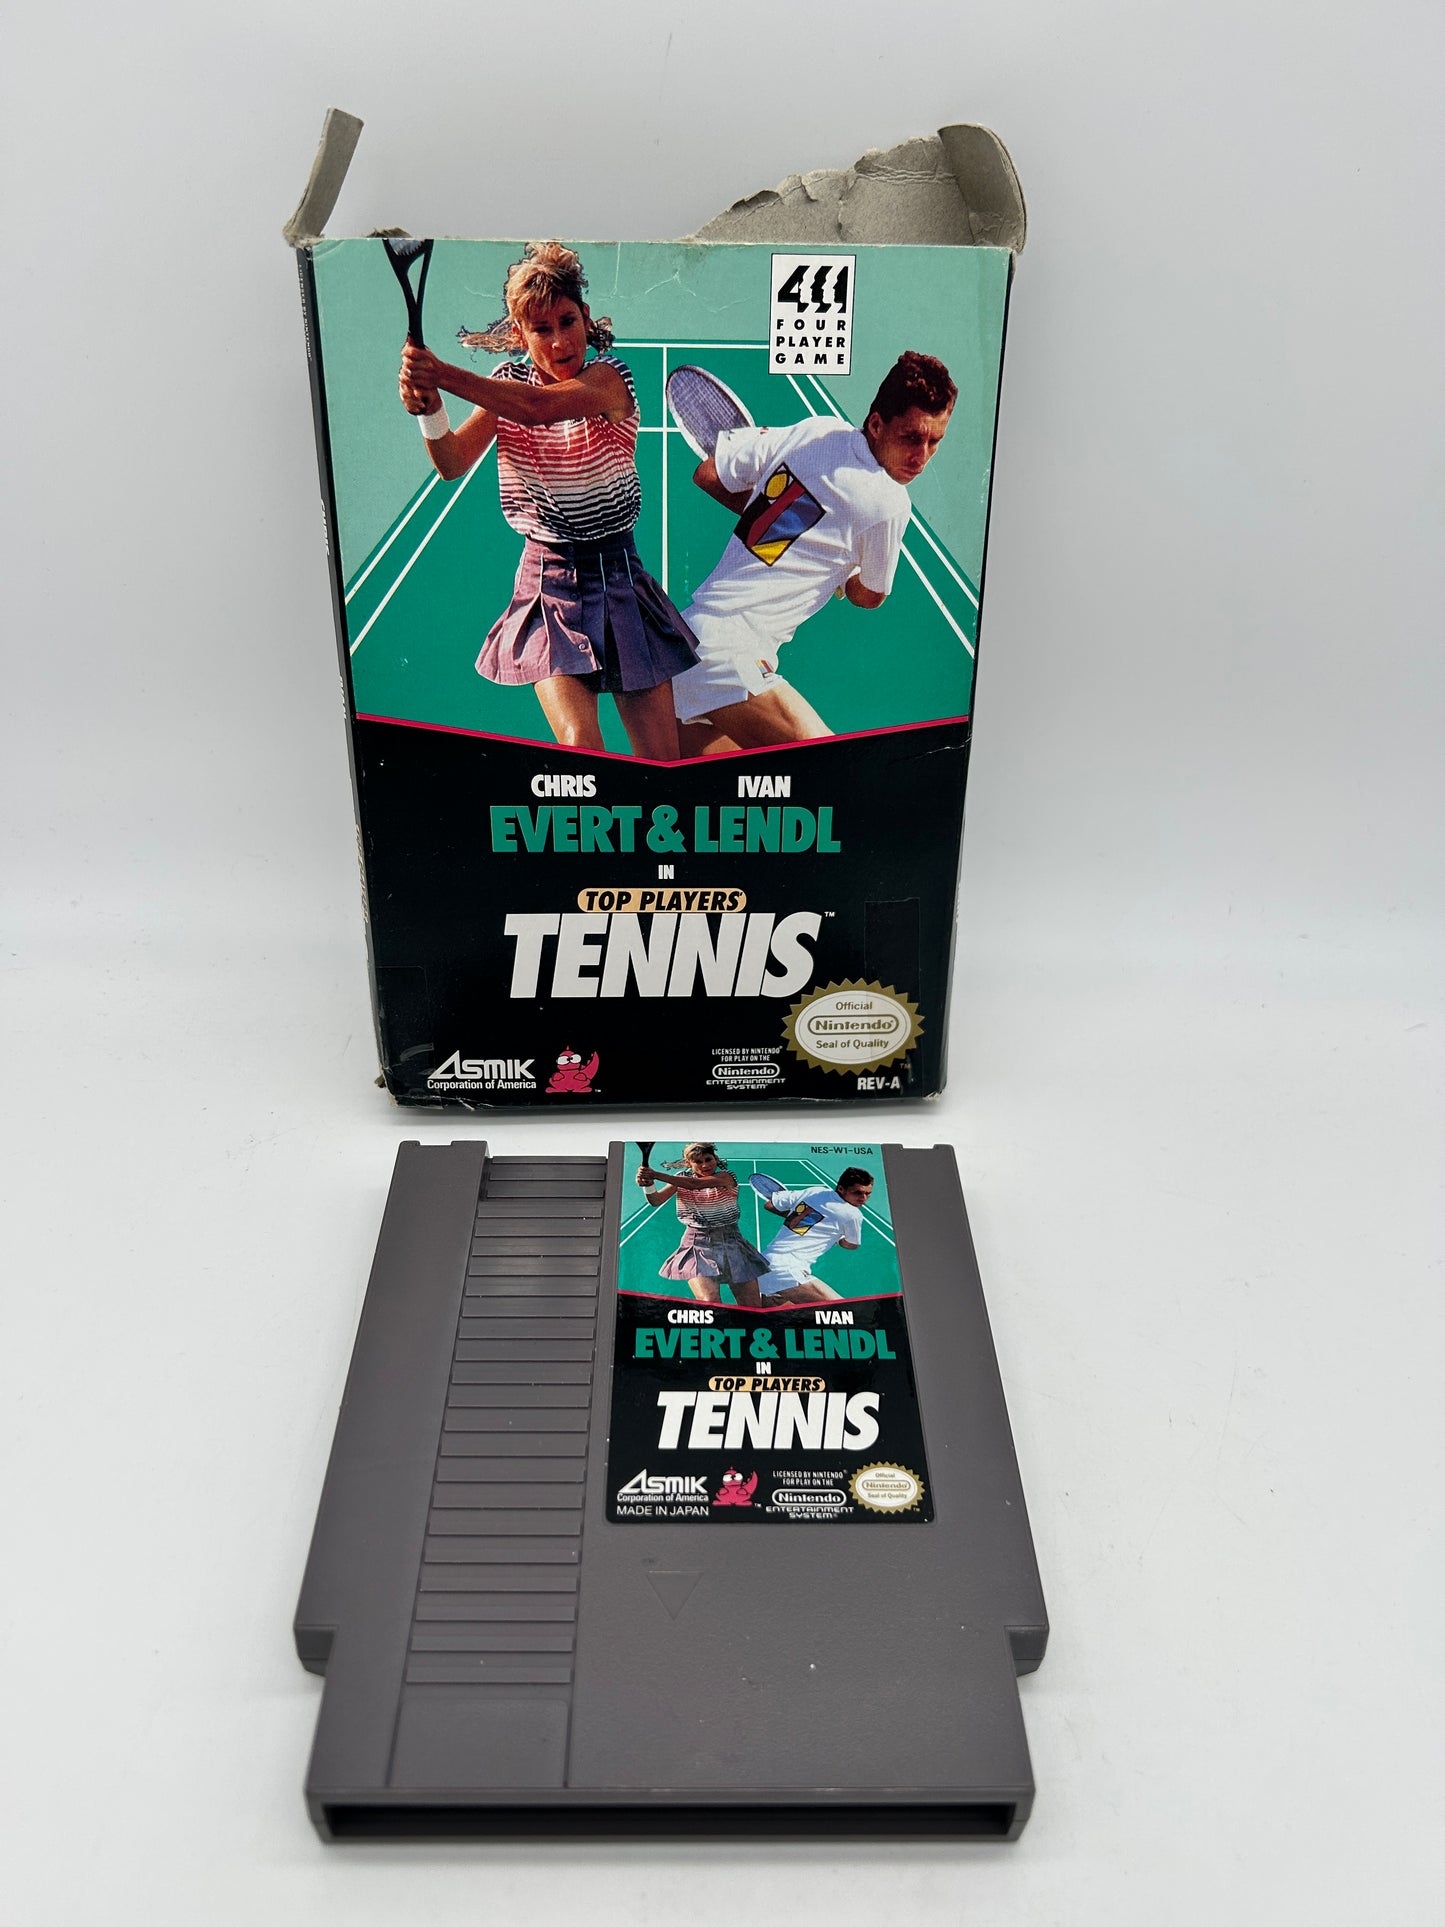 FOUR
PLAYER
GAME
CHRIS IVAN
EVERT & LENDL
IN
TOP PLAYERS'
TENNIS™
Official
Nintendo®
Seal of Quality
ASMIK
Corporation of America
LICENSED BY NINTENDO®
FOR PLAY ON THE
Nintendo
ENTERTAINMENT
SYSTEM®
REV-A
NES-W1-USA
CHRIS IVAN
EVERT & LENDL
IN
TOP PLAYERS'
TENNIS
ASMIK
Corporation of America
MADE IN JAPAN
LICENSED BY NINTENDO®
FOR PLAY ON THE
Nintendo
ENTERTAINMENT
SYSTEM®
Official
Nintendo
Seal of Quality